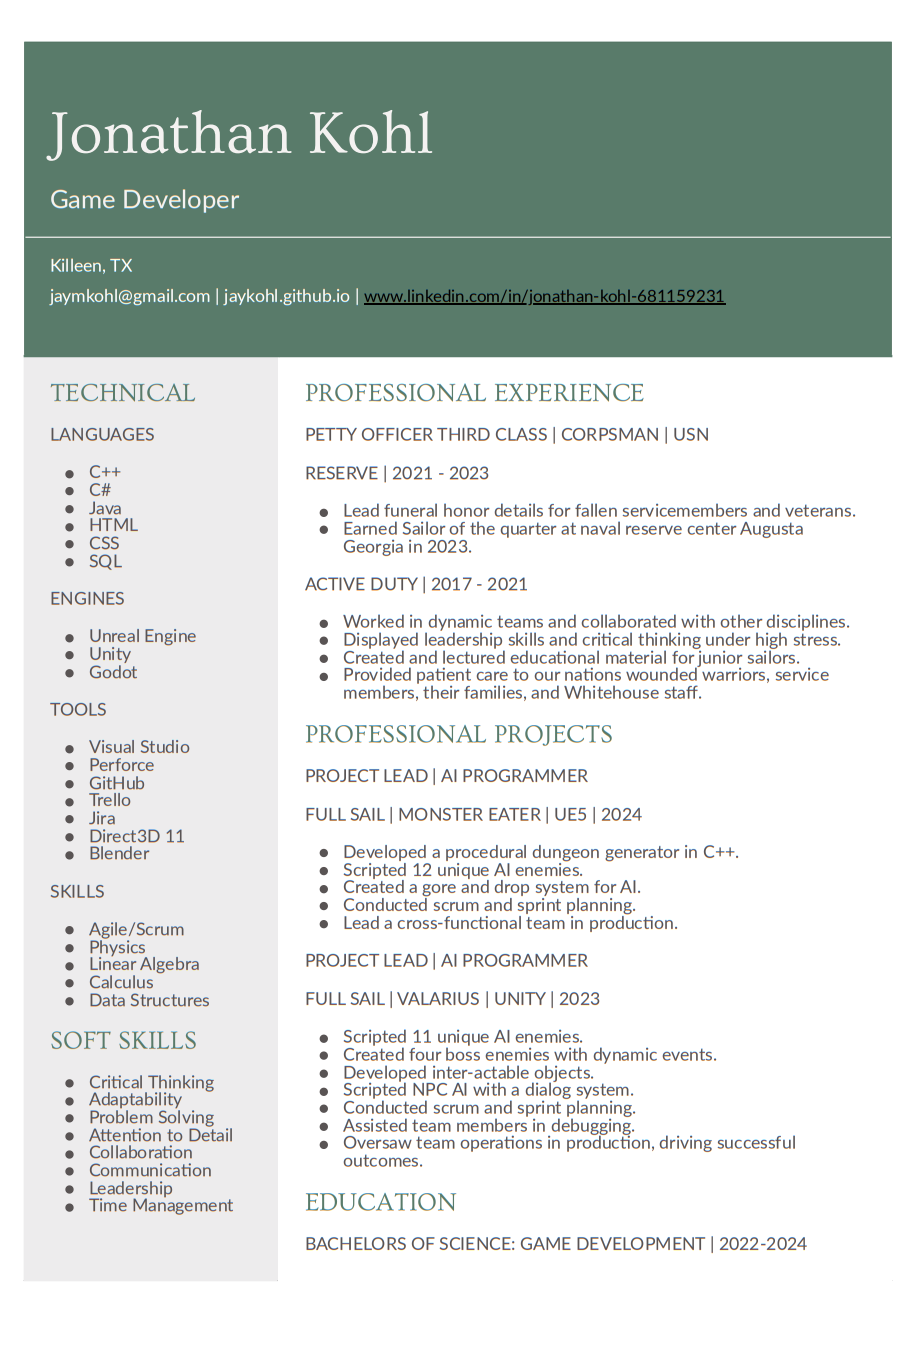 Jonathan Kohl
Game Developer
Killeen, TX
jaymkohl@gmail.com | jaykohl.github.io | www.linkedin.com/in/jonathan-kohl-681159231
TECHNICAL
LANGUAGES
● C++
● C#
● Java
● HTML
● CSS
● SQL
ENGINES
● Unreal Engine
● Unity
● Godot
TOOLS
● Visual Studio
● Perforce
● GitHub
● Trello
● Jira
● Direct3D 11
● Blender
SKILLS
● Agile/Scrum
● Physics
● Linear Algebra
● Calculus
● Data Structures
SOFT SKILLS
● Critical Thinking
● Adaptability
● Problem Solving
● Attention to Detail
● Collaboration
● Communication
● Leadership
● Time Management
PROFESSIONAL EXPERIENCE
PETTY OFFICER THIRD CLASS | CORPSMAN | USN
RESERVE | 2021 - 2023
● Lead funeral honor details for fallen servicemembers and veterans.
● Earned Sailor of the quarter at naval reserve center Augusta
Georgia in 2023.
ACTIVE DUTY | 2017 - 2021
● Worked in dynamic teams and collaborated with other disciplines.
● Displayed leadership skills and critical thinking under high stress.
● Created and lectured educational material for junior sailors.
● Provided patient care to our nations wounded warriors, service
members, their families, and Whitehouse staff.
PROFESSIONAL PROJECTS
PROJECT LEAD | AI PROGRAMMER
FULL SAIL | MONSTER EATER | UE5 | 2024
● Developed a procedural dungeon generator in C++.
● Scripted 12 unique AI enemies.
● Created a gore and drop system for AI.
● Conducted scrum and sprint planning.
● Lead a cross-functional team in production.
PROJECT LEAD | AI PROGRAMMER
FULL SAIL | VALARIUS | UNITY | 2023
● Scripted 11 unique AI enemies.
● Created four boss enemies with dynamic events.
● Developed inter-actable objects.
● Scripted NPC AI with a dialog system.
● Conducted scrum and sprint planning.
● Assisted team members in debugging.
● Oversaw team operations in production, driving successful
outcomes.
EDUCATION
BACHELORS OF SCIENCE: GAME DEVELOPMENT | 2022-2024